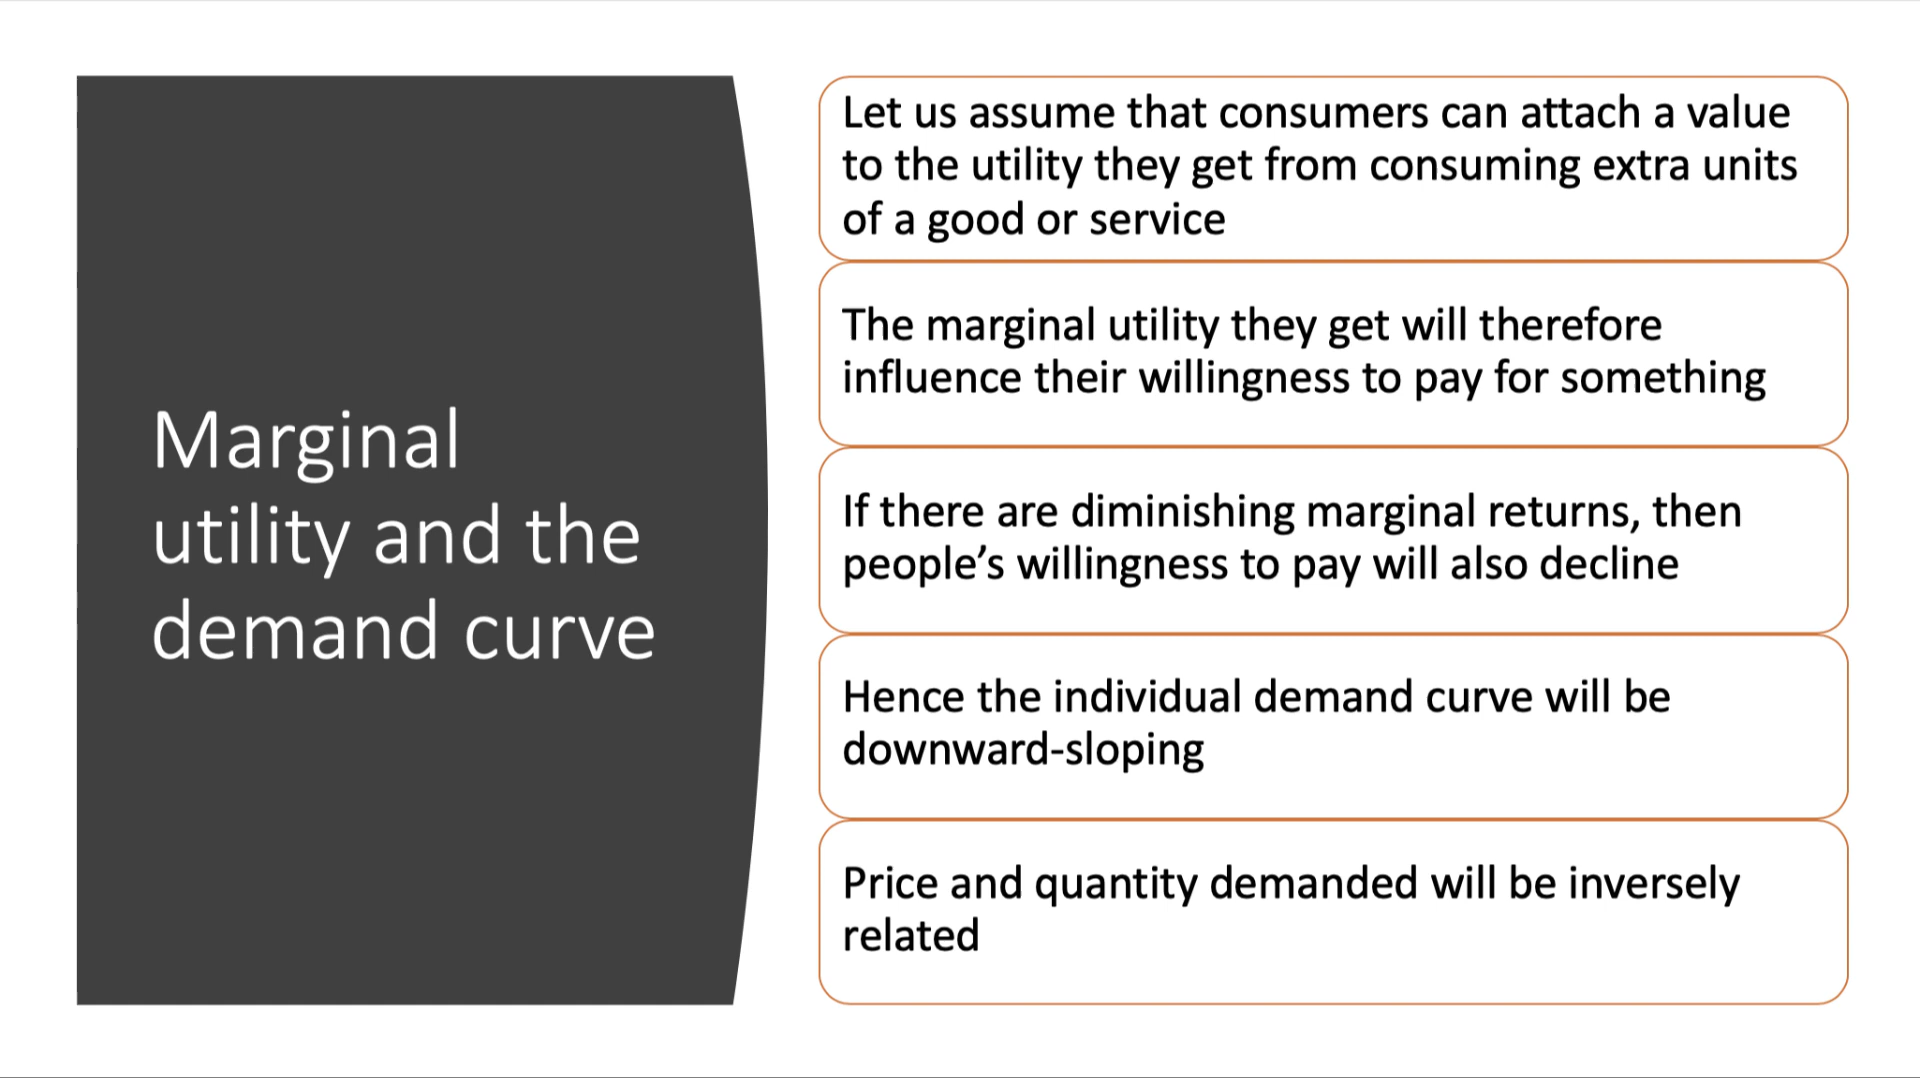 Marginal
utility and the
demand curve
Let us assume that consumers can attach a value
to the utility they get from consuming extra units
of a good or service
The marginal utility they get will therefore
influence their willingness to pay for something
If there are diminishing marginal returns, then
people’s willingness to pay will also decline
Hence the individual demand curve will be
downward-sloping
Price and quantity demanded will be inversely
related